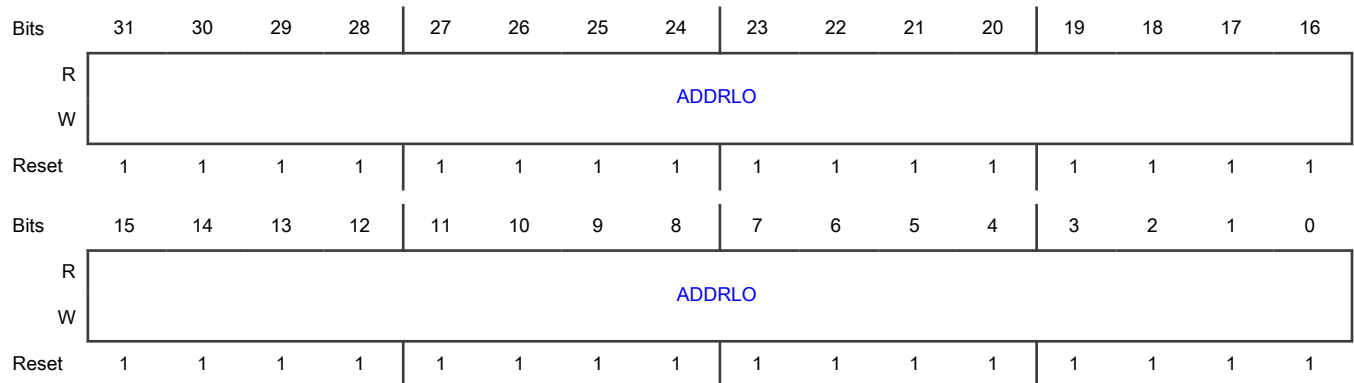 Bits 31 30 29 28 27 26 25 24 23 22 21 20 19 18 17 16
R
ADDRLO
W
Reset 1 1 1 1 1 1 1 1 1 1 1 1 1 1 1 1
Bits 15 14 13 12 11 10 9 8 7 6 5 4 3 2 1 0
R
ADDRLO
W
Reset 1 1 1 1 1 1 1 1 1 1 1 1 1 1 1 1